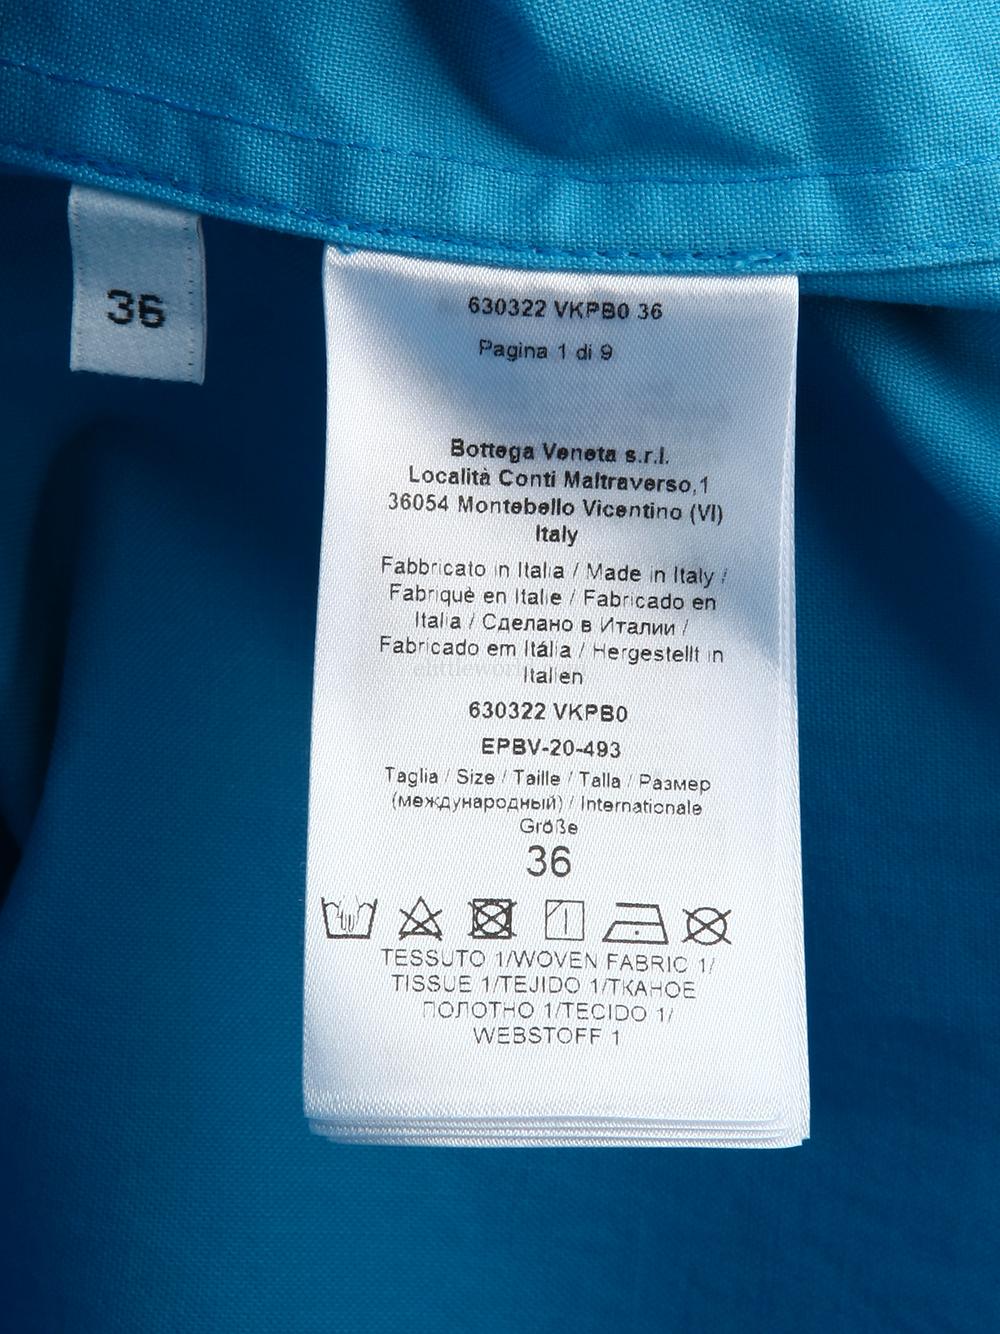 36
630322 VKPB0 36
Pagina 1 di 9
Bottega Veneta s.r.l.
Località Conti Maltraverso,1
36054 Montebello Vicentino (VI)
Italy
Fabbricato in Italia / Made in Italy /
Fabriquè en Italie / Fabricado en
Italia / Сделано в Италии /
Fabricado em Itália / Hergestellt in
Italien
630322 VKPB0
EPBV-20-493
Taglia / Size / Taille / Talla / Размер
(международный) / Internationale
Größe
36
TESSUTO 1/WOVEN FABRIC 1/
TISSUE 1/TEJIDO 1/ТКАНОЕ
ПОЛОТНО 1/TECIDO 1/
WEBSTOFF 1